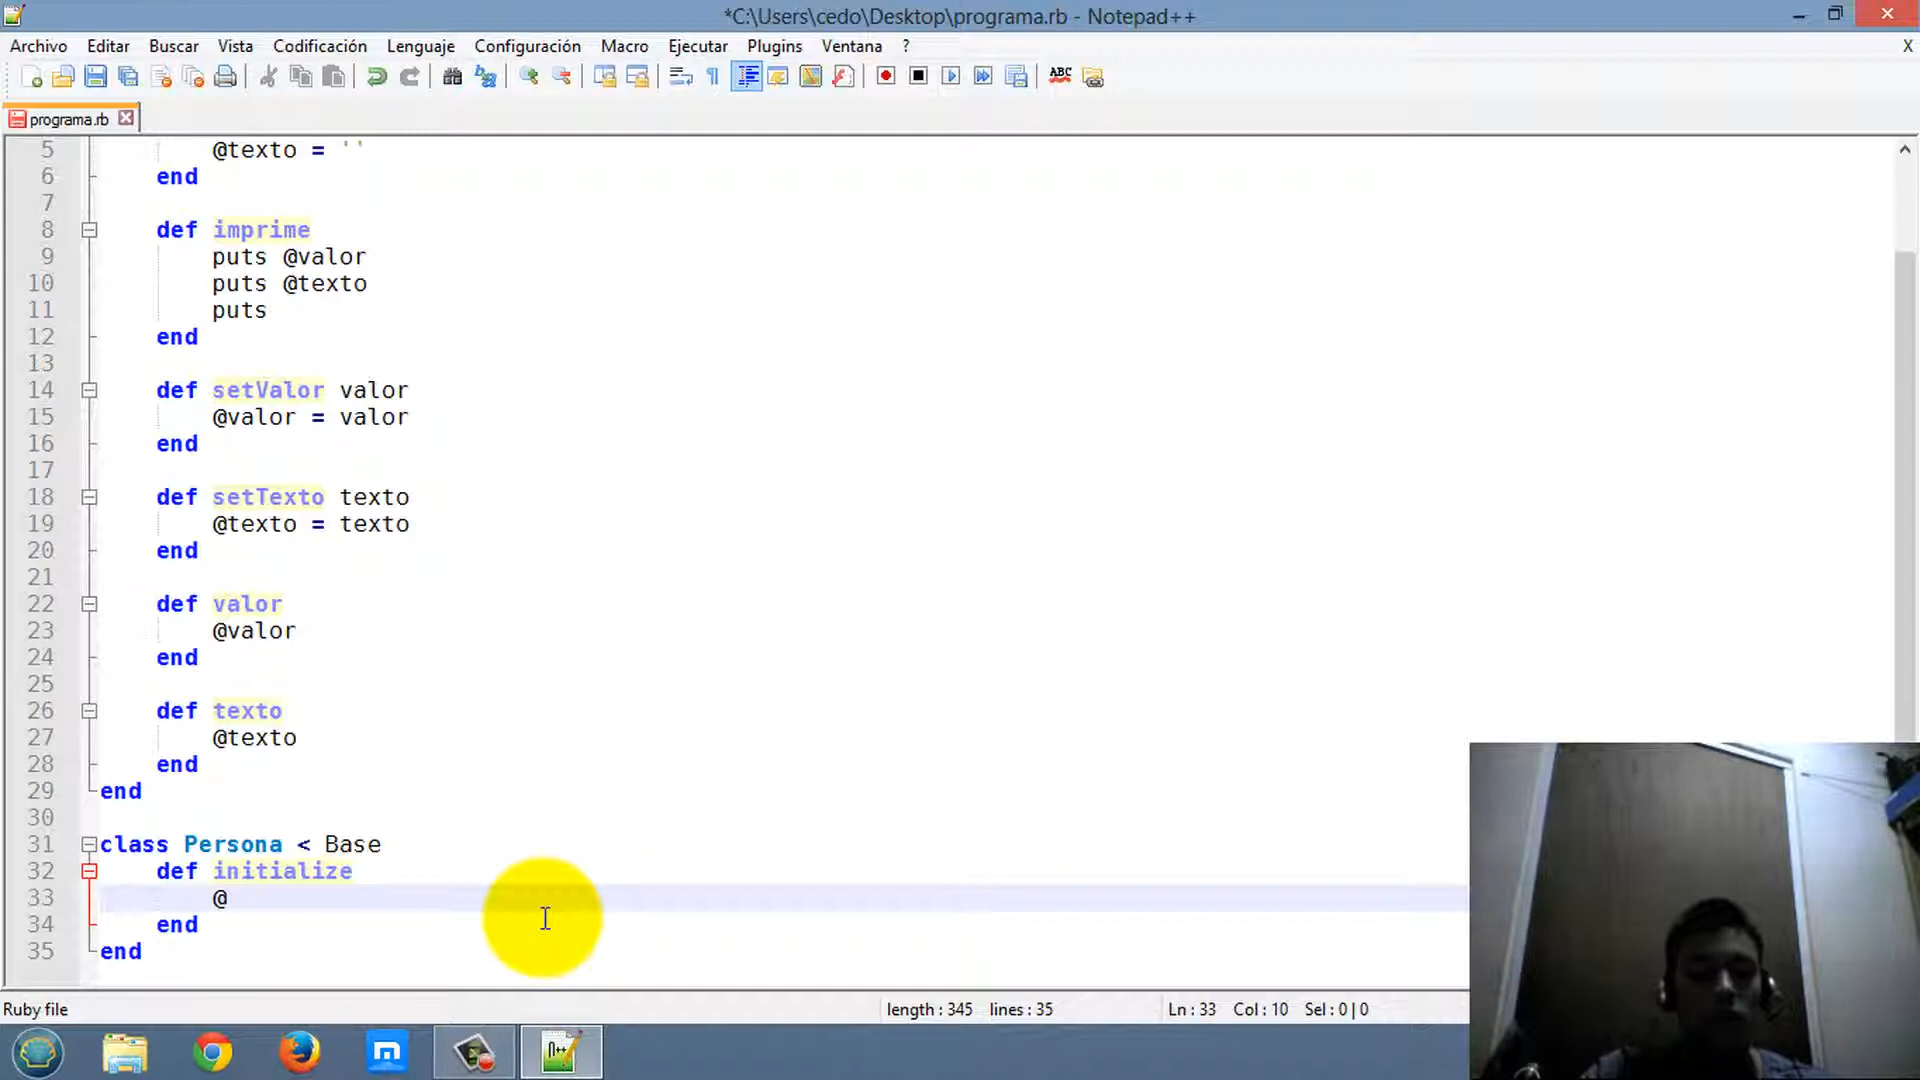 *C:\Users\cedo\Desktop\programa.rb - Notepad++
Archivo Editar Buscar Vista Codificación Lenguaje Configuración Macro Ejecutar Plugins Ventana ? X
ABC
programa.rb
5 @texto = ''
6 end
7
8 def imprime
9 puts @valor
10 puts @texto
11 puts
12 end
13
14 def setValor valor
15 @valor = valor
16 end
17
18 def setTexto texto
19 @texto = texto
20 end
21
22 def valor
23 @valor
24 end
25
26 def texto
27 @texto
28 end
29 end
30
31 class Persona < Base
32 def initialize
33 @
34 end
35 end
Ruby file length : 345 lines : 35 Ln : 33 Col : 10 Sel : 0 | 0